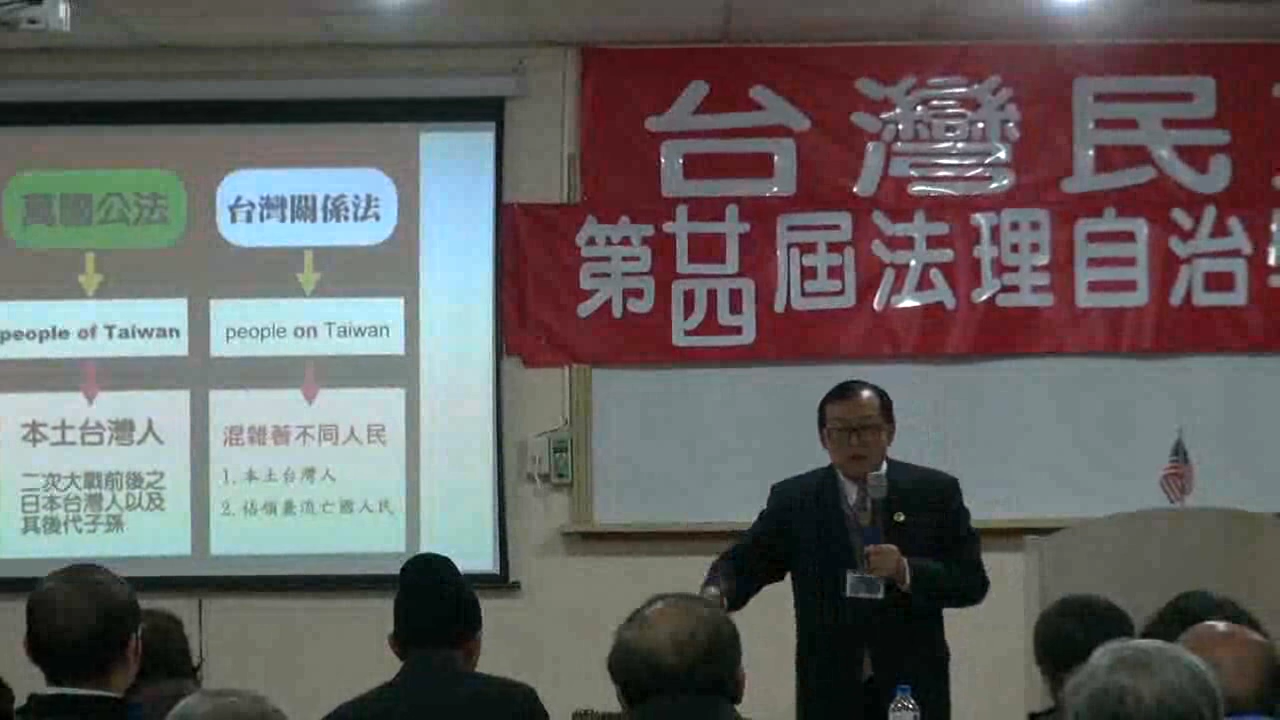 台灣民
第廿四屆法理自治
萬國公法
台灣關係法
people of Taiwan
people on Taiwan
本土台灣人
二次大戰前後之
日本台灣人以及
其後代子孫
混雜著不同人民
1. 本土台灣人
2. 佔領兼流亡國人民